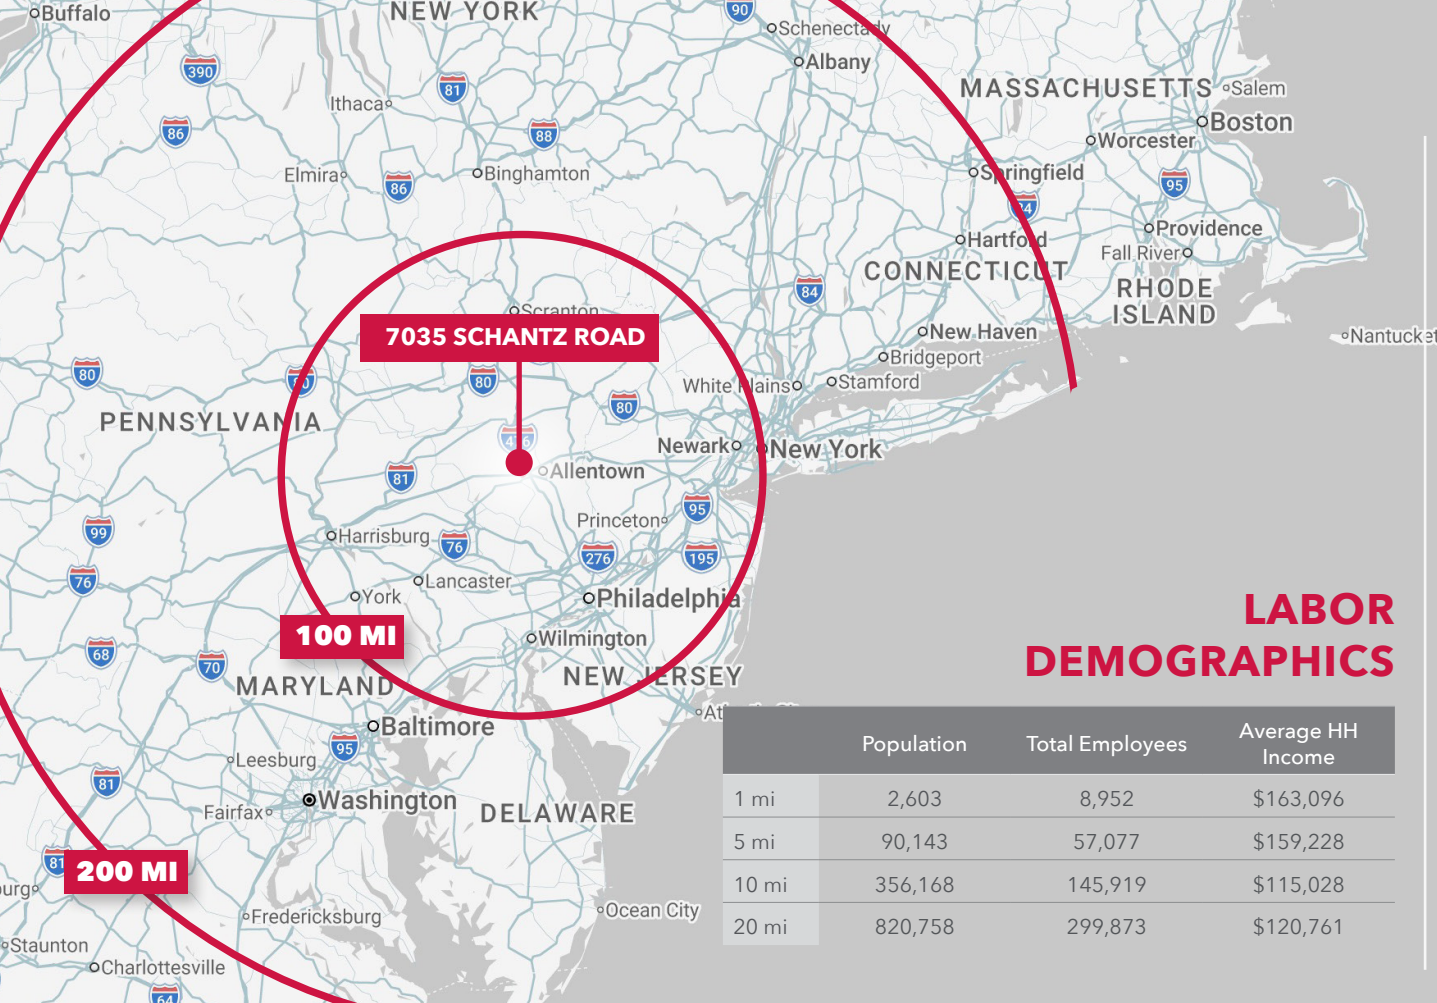 Buffalo
NEW YORK
90
Schenectady
Albany
390
81
MASSACHUSETTS
Salem
Ithaca
86
88
Boston
Worcester
Elmira
86
Binghamton
Springfield
95
84
Hartford
Providence
Fall River
CONNECTICUT
84
RHODE
ISLAND
Scranton
7035 SCHANTZ ROAD
New Haven
Nantucket
Bridgeport
80
80
80
White Plains
Stamford
80
PENNSYLVANIA
476
Newark
New York
81
Allentown
95
Princeton
99
Harrisburg
76
276
195
76
Lancaster
York
Philadelphia
LABOR
DEMOGRAPHICS
100 MI
Wilmington
68
70
NEW JERSEY
MARYLAND
Baltimore
95
Leesburg
81
Washington
Fairfax
DELAWARE
81
200 MI
Fredericksburg
Ocean City
Staunton
Charlottesville
64
Population Total Employees Average HH Income
1 mi 2,603 8,952 $163,096
5 mi 90,143 57,077 $159,228
10 mi 356,168 145,919 $115,028
20 mi 820,758 299,873 $120,761